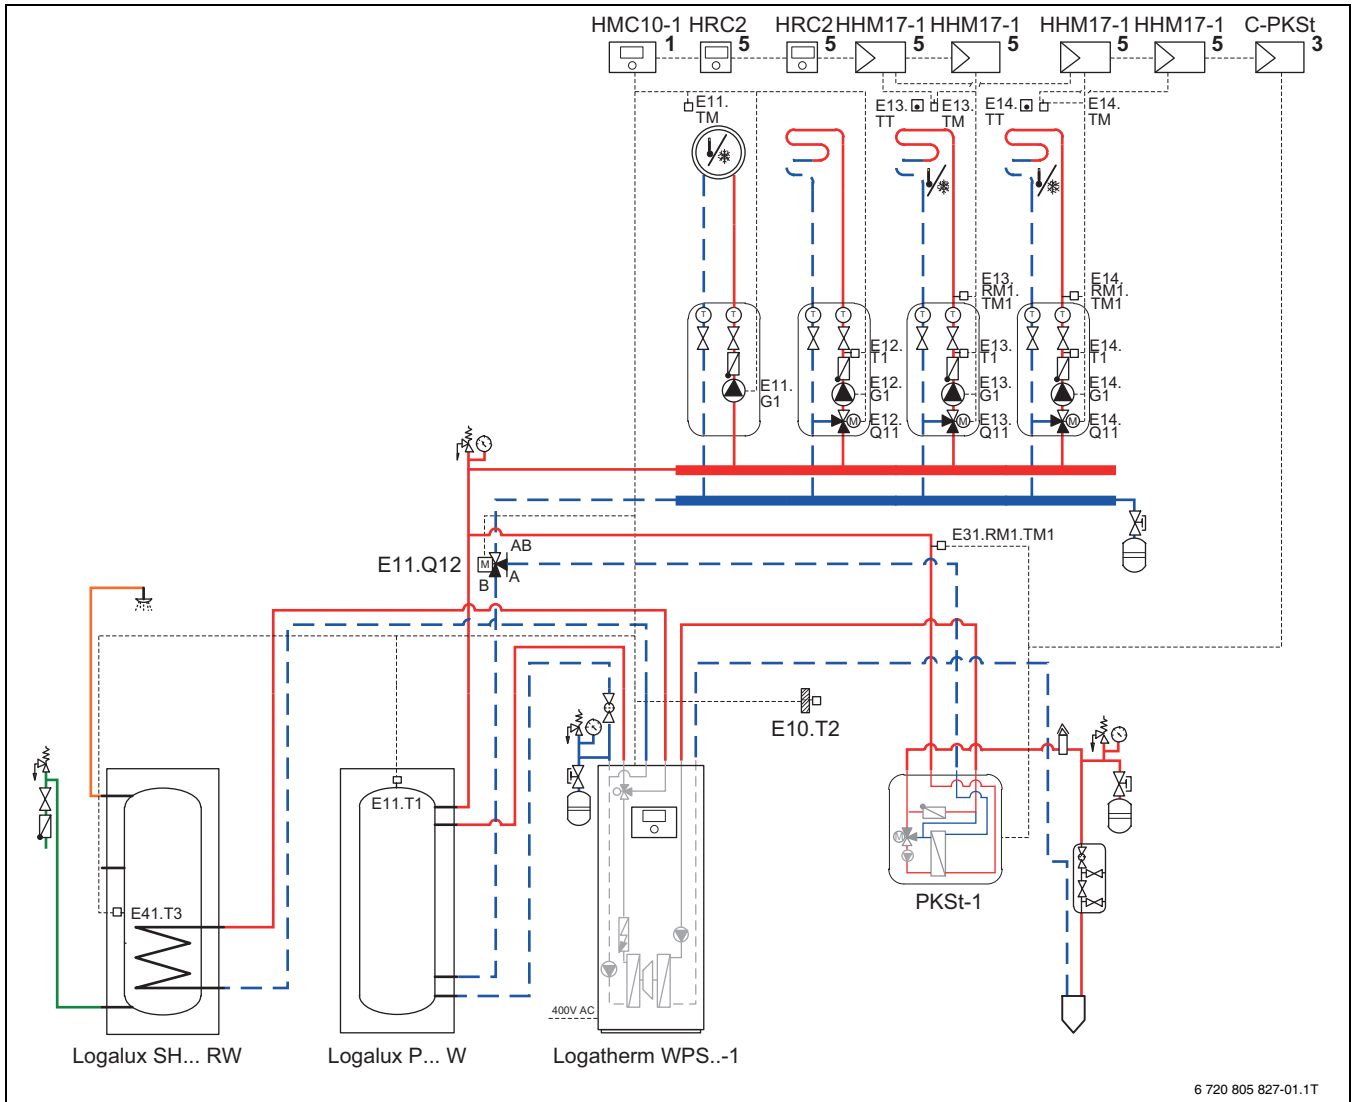 HMC10-1 HRC2 HRC2 HHM17-1 HHM17-1 HHM17-1 HHM17-1 C-PKSt
1 5 5 5 5 5 5 3
E11.
TM
E13.
TT
E13.
TM
E14.
TT
E14.
TM
E13.
RM1.
TM1
E14.
RM1.
TM1
T T T T T T T T
E12.
T1
E13.
T1
E14.
T1
E11.
G1
E12.
G1
E13.
G1
E14.
G1
M M M
E12.
Q11
E13.
Q11
E14.
Q11
E31.RM1.TM1
E11.Q12
AB
M
B A
E10.T2
E11.T1
M
PKSt-1
E41.T3
400V AC
Logalux SH... RW
Logalux P... W
Logatherm WPS..-1
6 720 805 827-01.1T